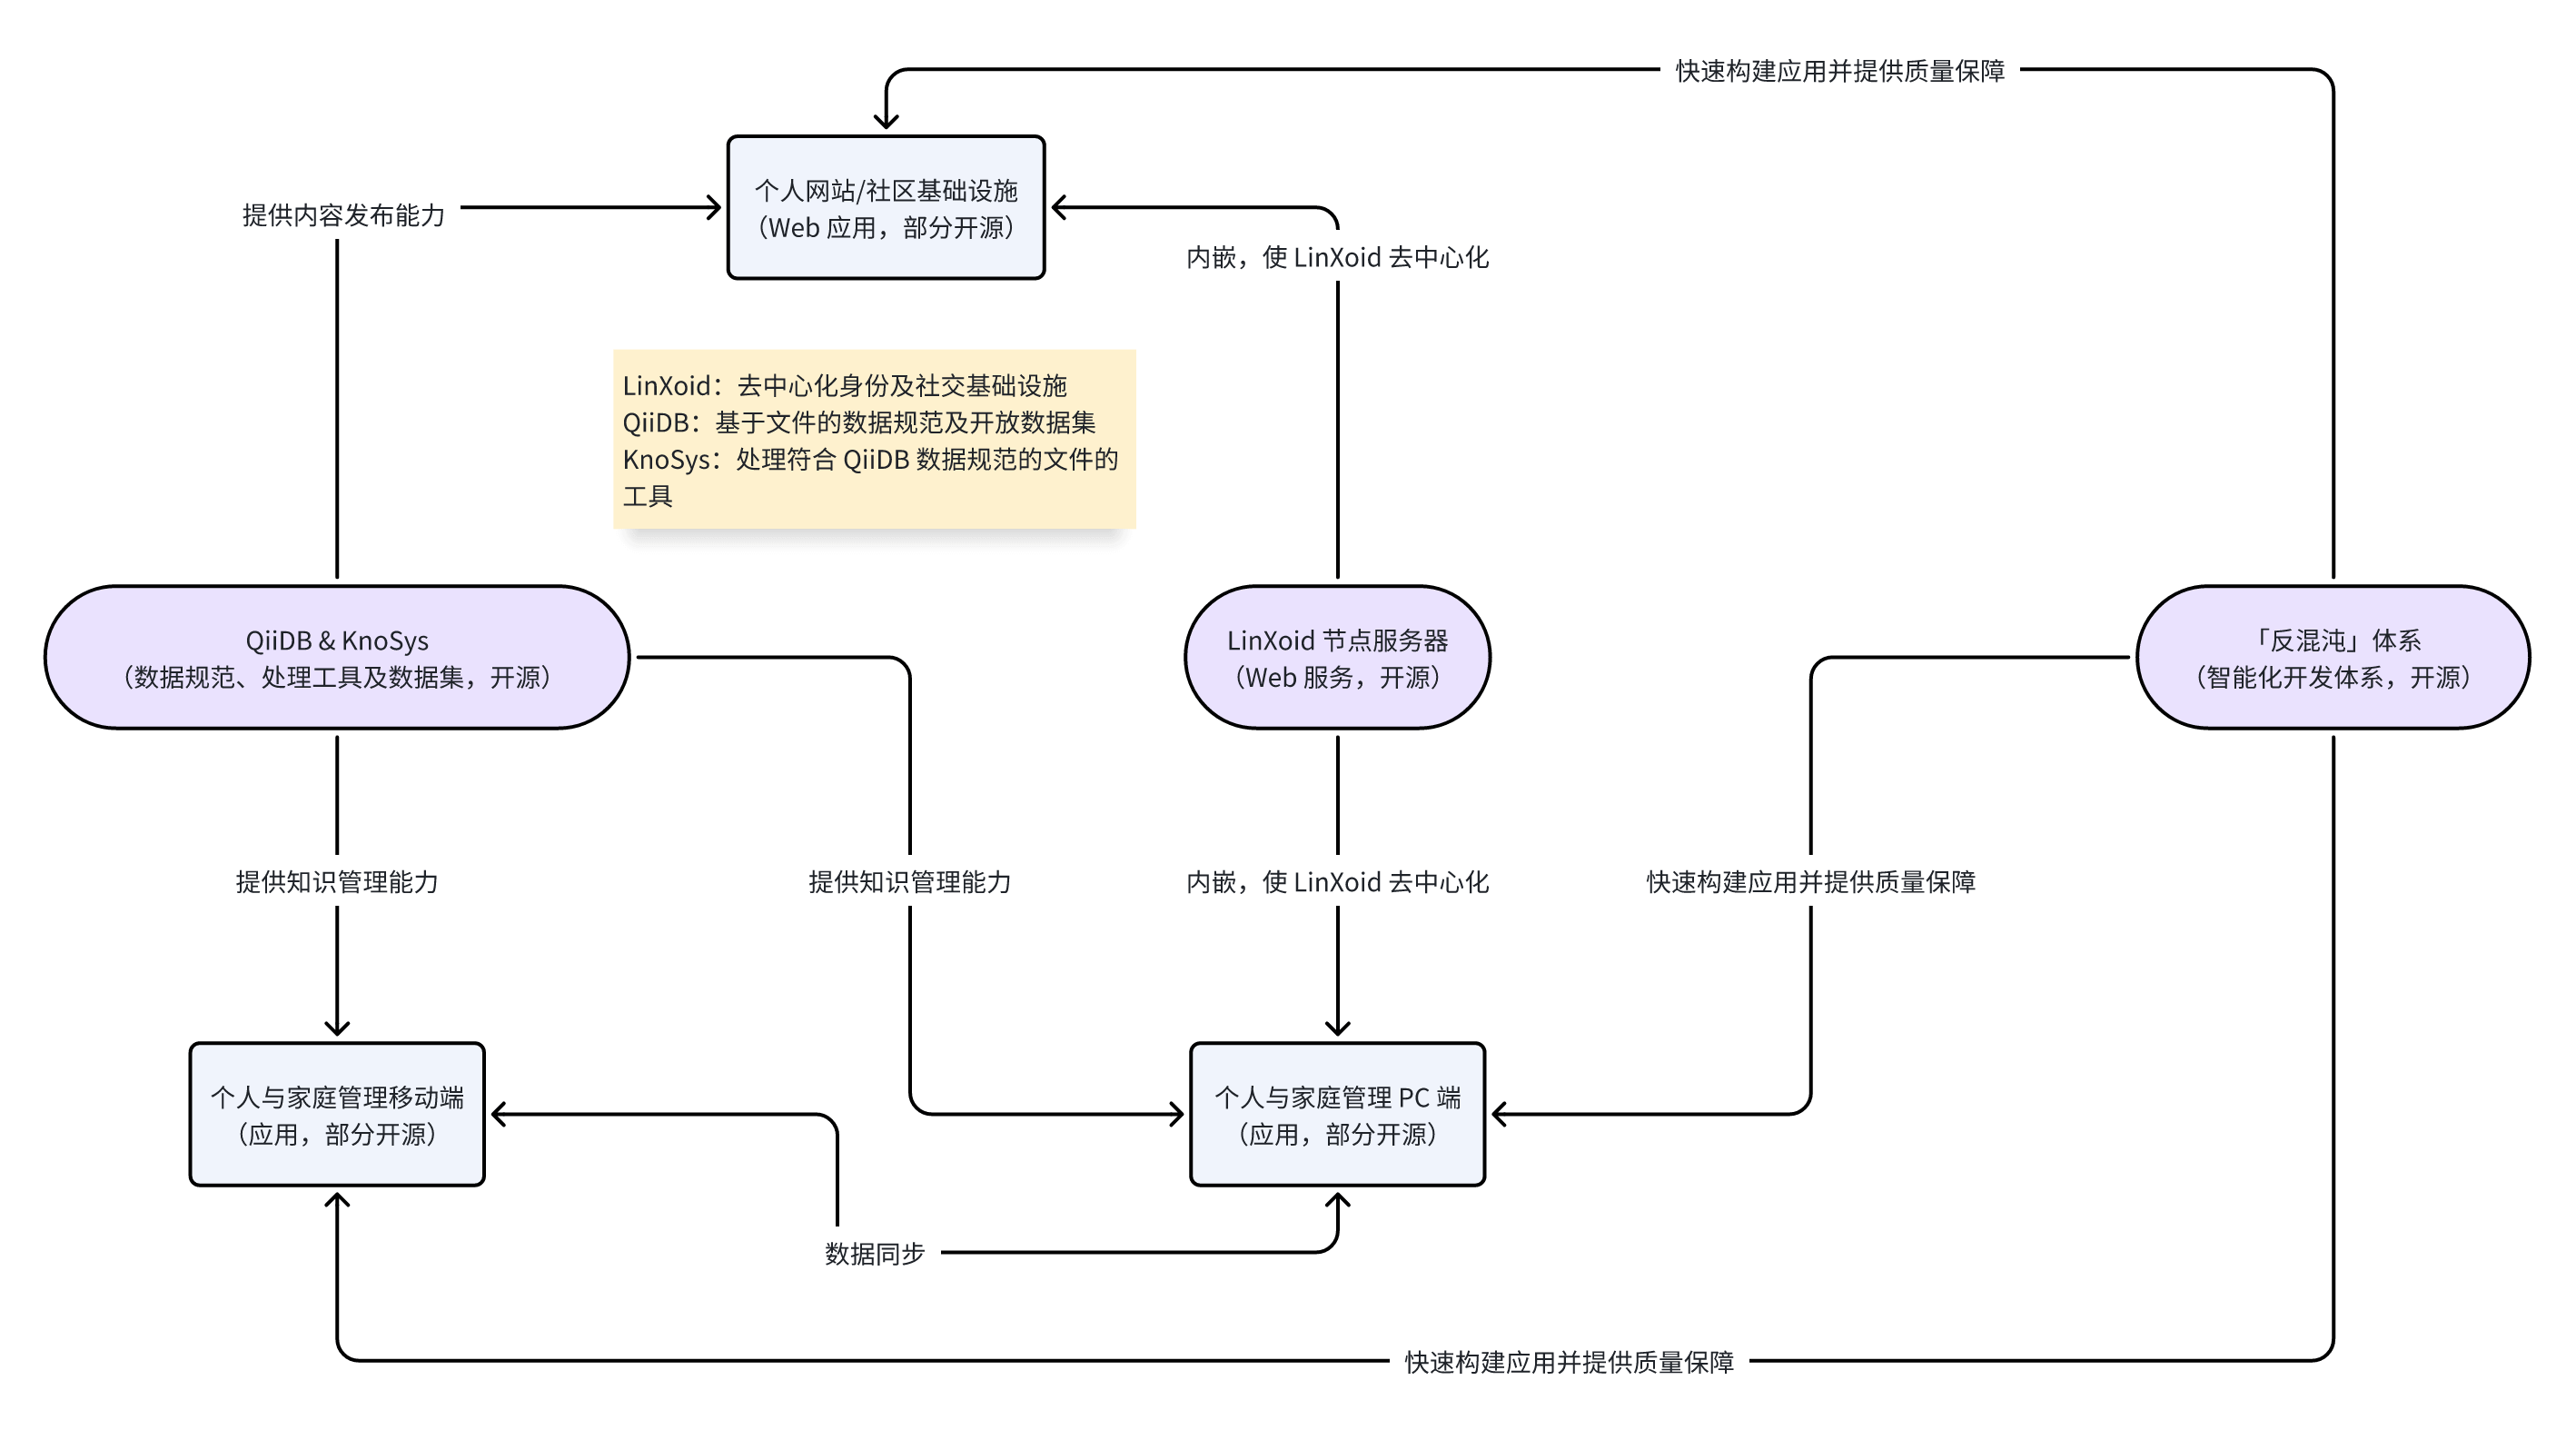 快速构建应用并提供质量保障
个人网站/社区基础设施
（Web 应用，部分开源）
提供内容发布能力
内嵌，使 LinXoid 去中心化
LinXoid：去中心化身份及社交基础设施
QiiDB：基于文件的数据规范及开放数据集
KnoSys：处理符合 QiiDB 数据规范的文件的
工具
QiiDB & KnoSys
（数据规范、处理工具及数据集，开源）
LinXoid 节点服务器
（Web 服务，开源）
「反混沌」体系
（智能化开发体系，开源）
提供知识管理能力
提供知识管理能力
内嵌，使 LinXoid 去中心化
快速构建应用并提供质量保障
个人与家庭管理移动端
（应用，部分开源）
个人与家庭管理 PC 端
（应用，部分开源）
数据同步
快速构建应用并提供质量保障